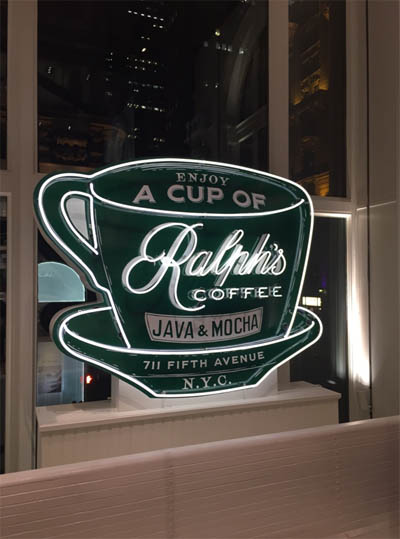 ENJOY
A CUP OF
Ralph's
COFFEE
JAVA & MOCHA
711 FIFTH AVENUE
N.Y.C.